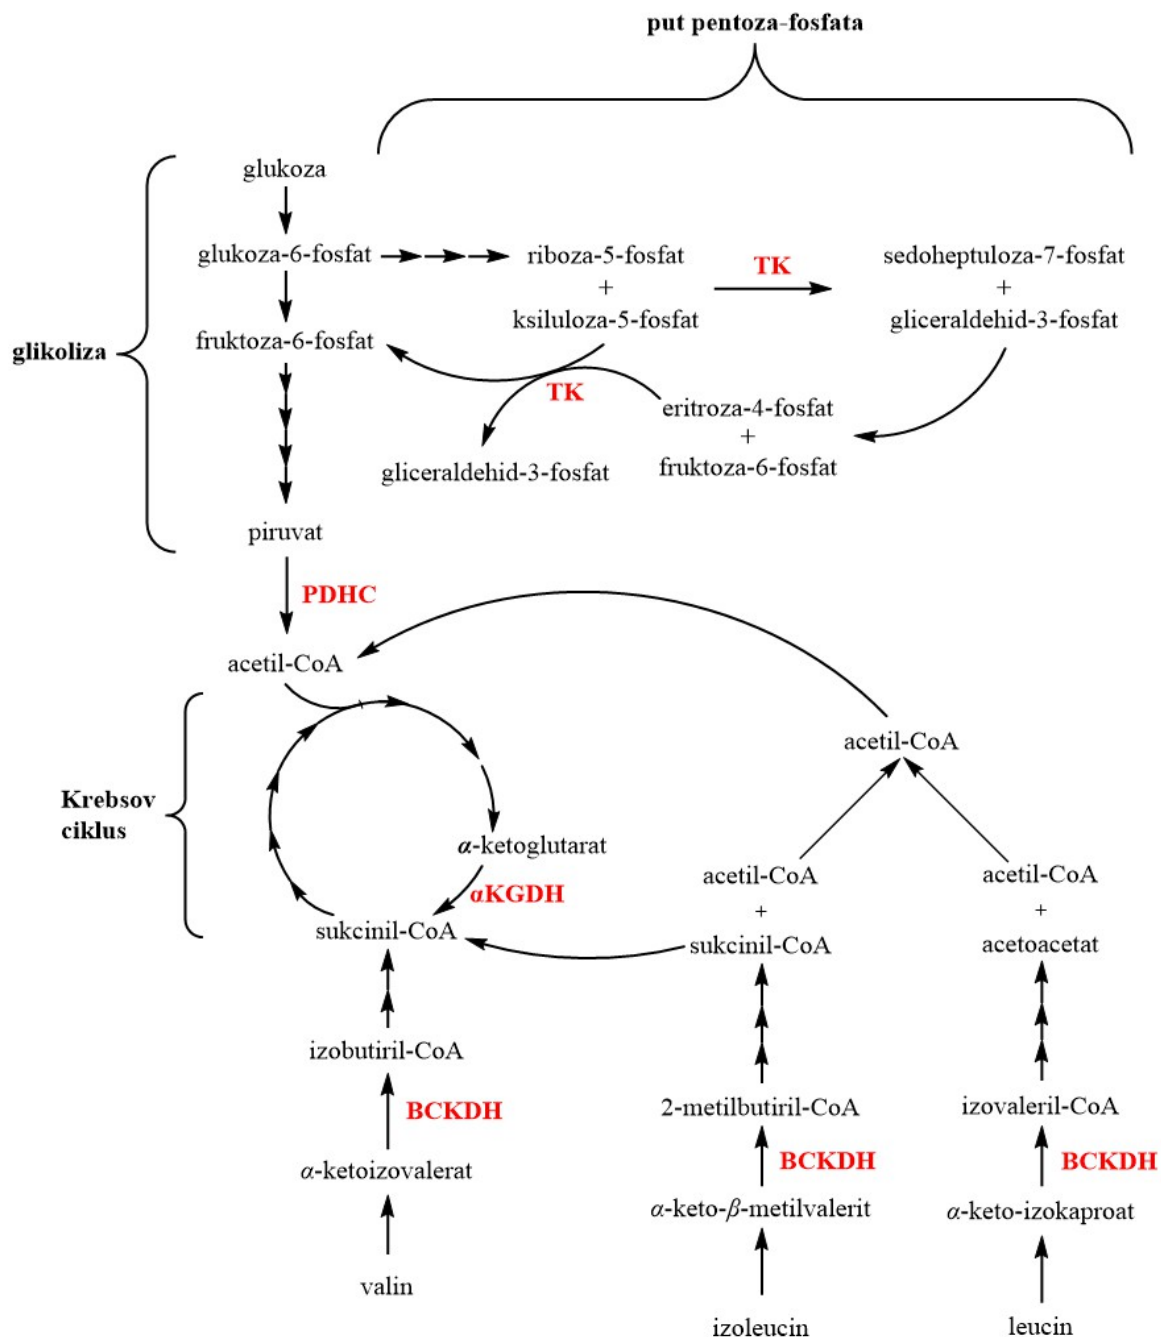 put pentoza-fosfata
glukoza
glukoza-6-fosfat
riboza-5-fosfat
+
ksiluloza-5-fosfat
TK
sedoheptuloza-7-fosfat
+
gliceraldehid-3-fosfat
glikoliza
fruktoza-6-fosfat
TK
eritroza-4-fosfat
+
fruktoza-6-fosfat
gliceraldehid-3-fosfat
piruvat
PDHC
acetil-CoA
acetil-CoA
Krebsov
ciklus
α-ketoglutarat
αKGDH
sukcinil-CoA
acetil-CoA
+
sukcinil-CoA
acetil-CoA
+
acetoacetat
izobutiril-CoA
BCKDH
α-ketoizovalerat
valin
2-metilbutiril-CoA
BCKDH
α-keto-β-metilvalerit
izoleucin
izovaleril-CoA
BCKDH
α-keto-izokaproat
leucin